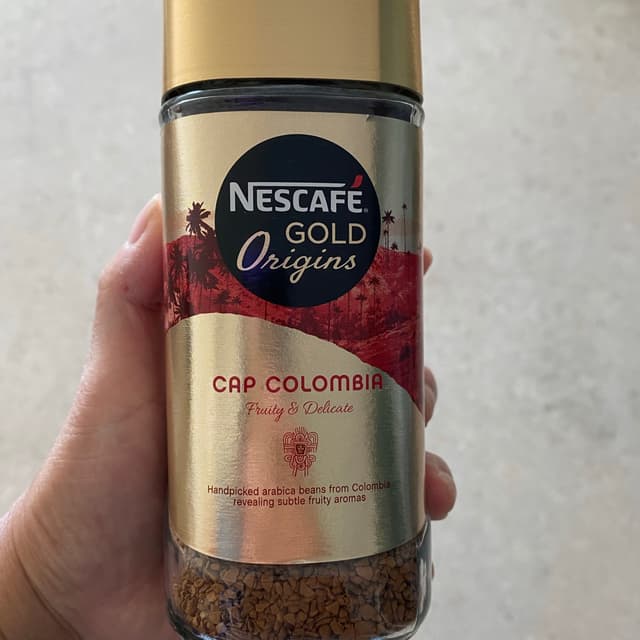 NESCAFÉ®
GOLD
Origins
CAP COLOMBIA
Fruity & Delicate
Handpicked arabica beans from Colombia
revealing subtle fruity aromas